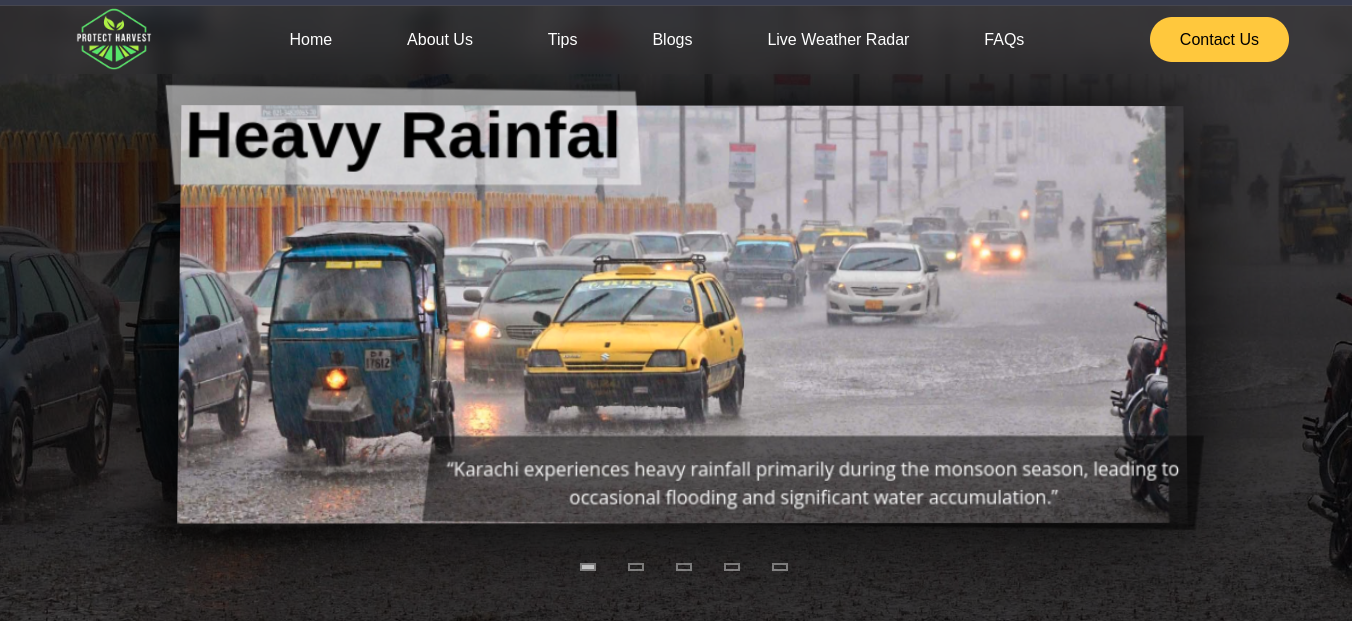 PROTECT HARVEST
Home
About Us
Tips
Blogs
Live Weather Radar
FAQs
Contact Us
Heavy Rainfal
“Karachi experiences heavy rainfall primarily during the monsoon season, leading to
occasional flooding and significant water accumulation.”